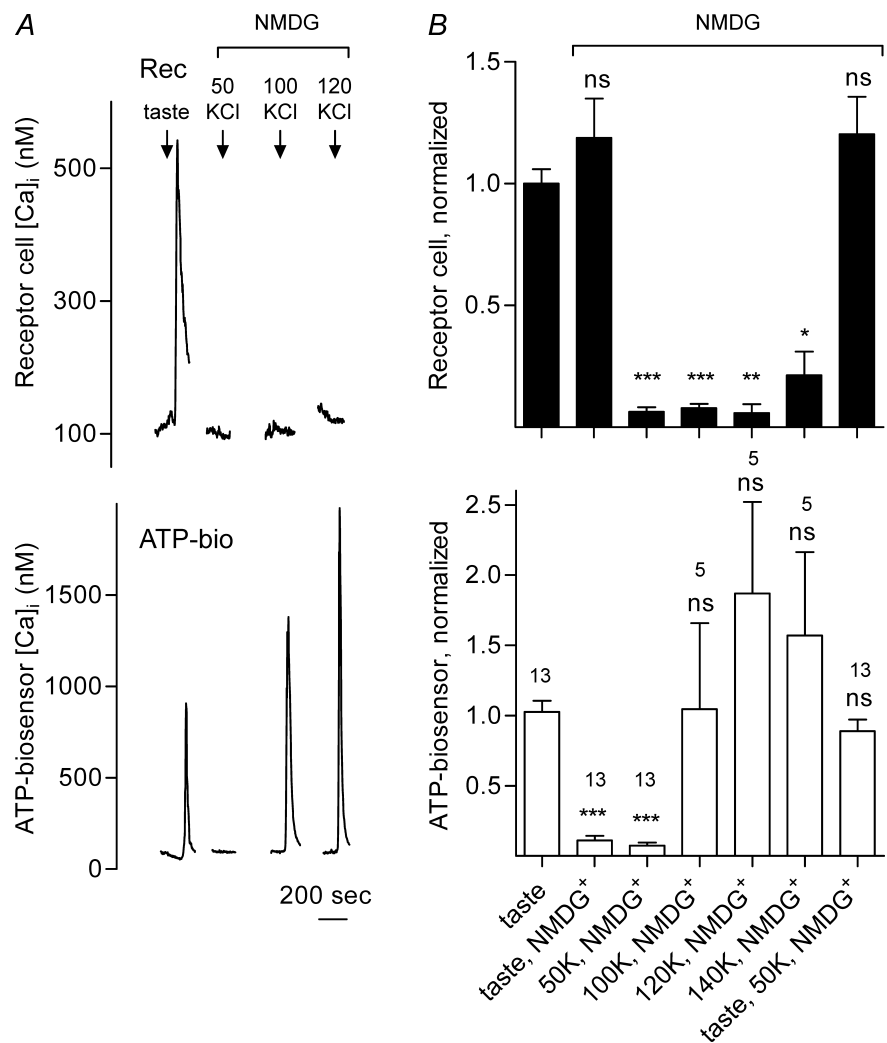 A
NMDG
Rec
50
100
120
taste
KCl
KCl
KCl
Receptor cell [Ca]i (nM)
500
300
100
ATP-bio
ATP-biosensor [Ca]i (nM)
1500
1000
500
0
200 sec
B
NMDG
Receptor cell, normalized
1.5
1.0
0.5
ns
***
***
**
*
ns
ATP-biosensor, normalized
2.5
2.0
1.5
1.0
0.5
13
13
***
13
***
5
ns
5
ns
5
ns
13
ns
taste
taste, NMDG+
50K, NMDG+
100K, NMDG+
120K, NMDG+
140K, NMDG+
taste, 50K, NMDG+